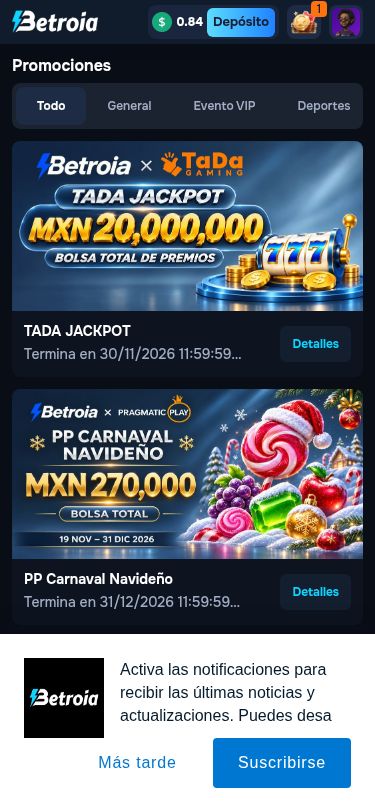 Betroia
$ 0.84 Depósito
1
Promociones
Todo General Evento VIP Deportes
Betroia × TaDa GAMING
TADA JACKPOT
MXN 20,000,000
BOLSA TOTAL DE PREMIOS
777
TADA JACKPOT
Termina en 30/11/2026 11:59:59...
Detalles
Betroia × PRAGMATIC PLAY
PP CARNAVAL
NAVIDEÑO
MXN 270,000
BOLSA TOTAL
19 NOV – 31 DIC 2026
PP Carnaval Navideño
Termina en 31/12/2026 11:59:59...
Detalles
Betroia
Activa las notificaciones para
recibir las últimas noticias y
actualizaciones. Puedes desa
Más tarde
Suscribirse